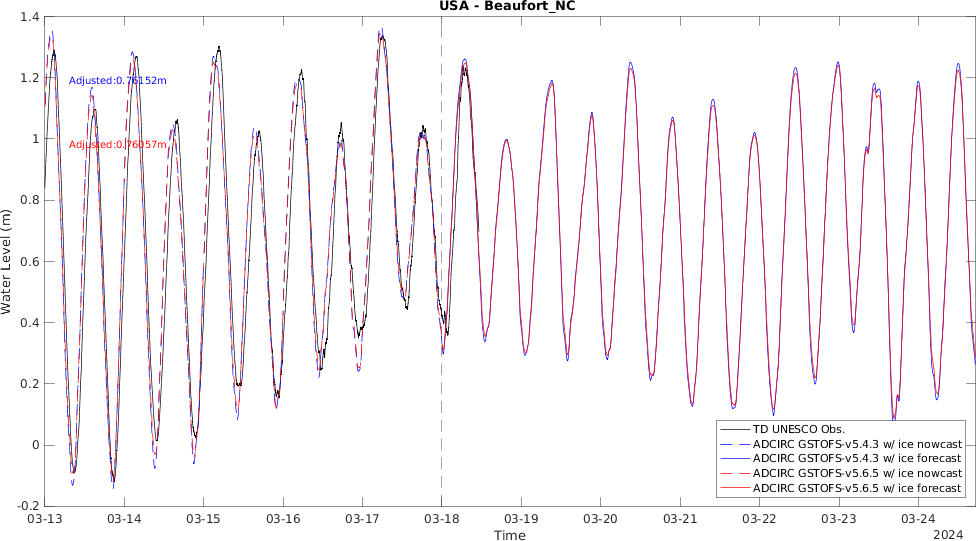 USA - Beaufort_NC
1.4
1.2
1
0.8
0.6
0.4
0.2
0
-0.2
Water Level (m)
Adjusted:0.76152m
Adjusted:0.76057m
TD UNESCO Obs.
ADCIRC GSTOFS-v5.4.3 w/ ice nowcast
ADCIRC GSTOFS-v5.4.3 w/ ice forecast
ADCIRC GSTOFS-v5.6.5 w/ ice nowcast
ADCIRC GSTOFS-v5.6.5 w/ ice forecast
03-13 03-14 03-15 03-16 03-17 03-18 03-19 03-20 03-21 03-22 03-23 03-24
Time
2024